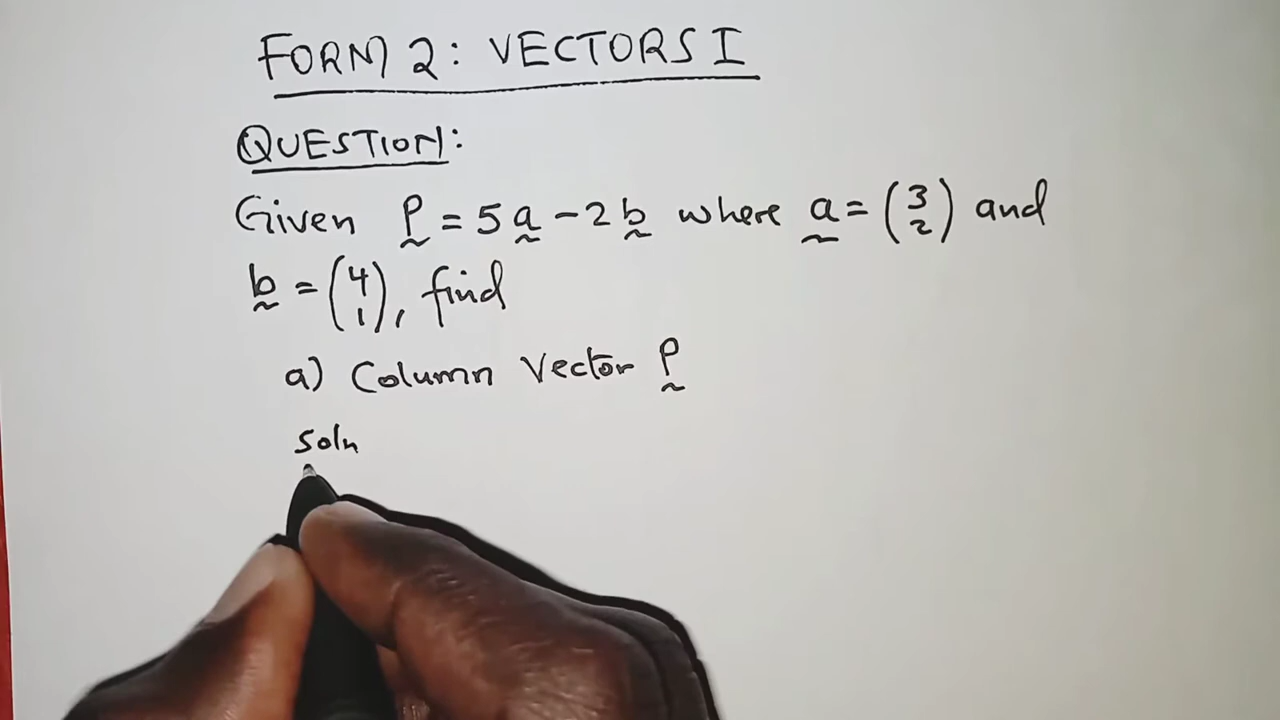 FORM 2: VECTORS I
QUESTION:
Given P = 5a - 2b where a = (3 2) and
b = (4 1), find
a) Column Vector P
Soln